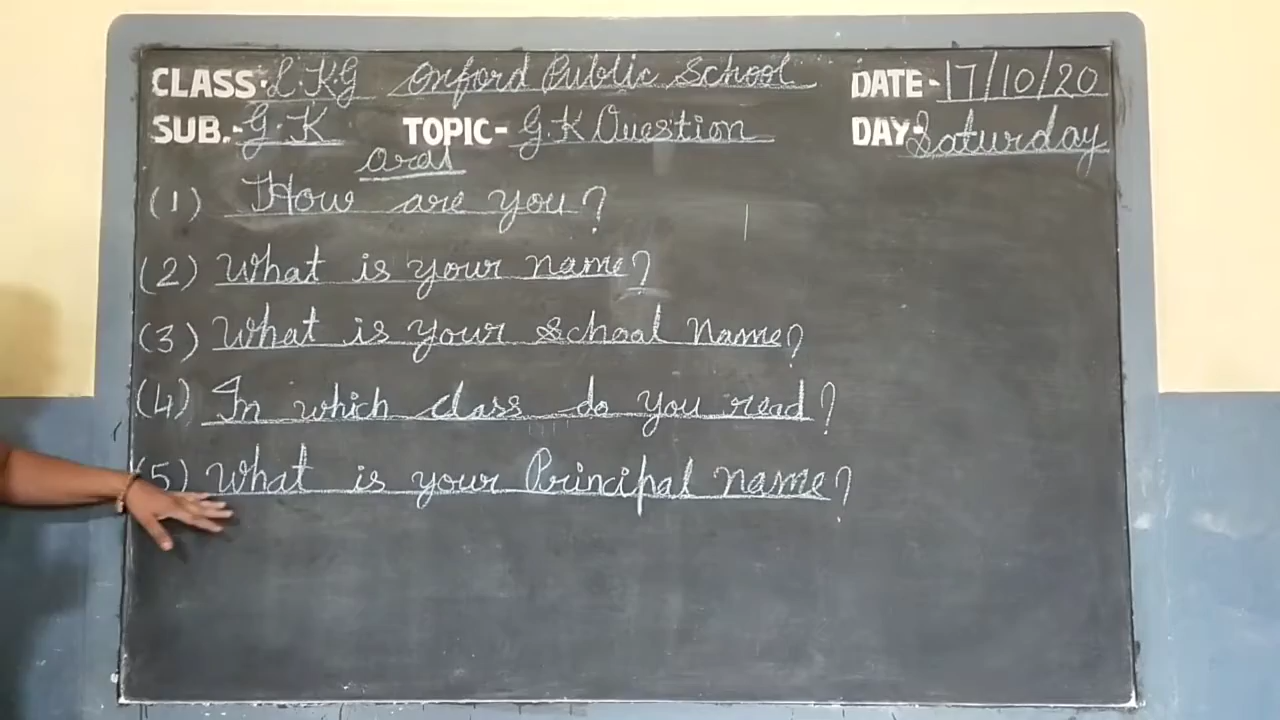 CLASS:- L.K.G Oxford Public School DATE- 17/10/20
SUB.- G.K TOPIC- G.K Question DAY- Saturday
oral
(1) How are you?
(2) What is your name?
(3) What is your School Name?
(4) In which class do you read?
(5) What is your Principal name?